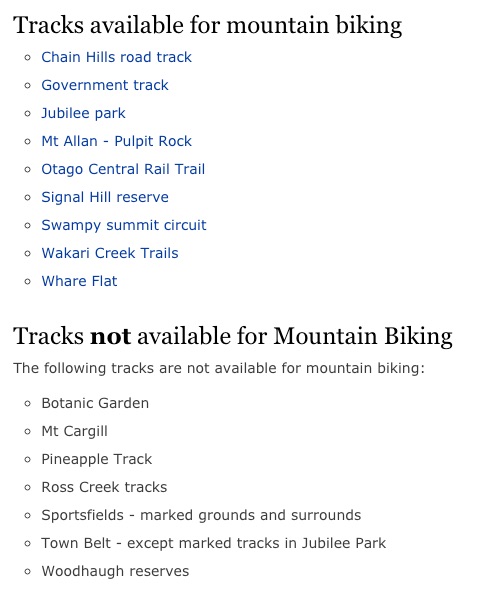 Tracks available for mountain biking
Chain Hills road track
Government track
Jubilee park
Mt Allan - Pulpit Rock
Otago Central Rail Trail
Signal Hill reserve
Swampy summit circuit
Wakari Creek Trails
Whare Flat
Tracks not available for Mountain Biking
The following tracks are not available for mountain biking:
Botanic Garden
Mt Cargill
Pineapple Track
Ross Creek tracks
Sportsfields - marked grounds and surrounds
Town Belt - except marked tracks in Jubilee Park
Woodhaugh reserves